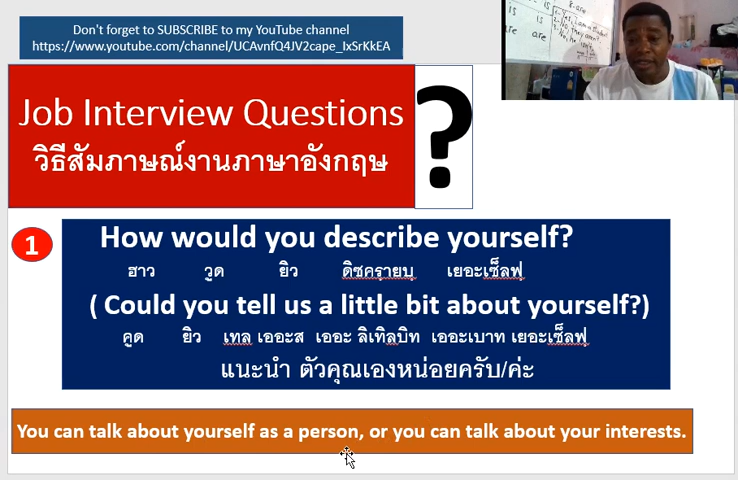 Don't forget to SUBSCRIBE to my YouTube channel
https://www.youtube.com/channel/UCAvnfQ4JV2cape_IxSrKkEA
Job Interview Questions
วิธีสัมภาษณ์งานภาษาอังกฤษ
?
1
How would you describe yourself?
ฮาว วูด ยิว ดิซครายบฺ เยอะเซ็ลฟฺ
( Could you tell us a little bit about yourself?)
คูด ยิว เทล เออะส เออะ ลิเทิลบิท เออะเบาท เยอะเซ็ลฟฺ
แนะนำ ตัวคุณเองหน่อยครับ/ค่ะ
You can talk about yourself as a person, or you can talk about your interests.
is is
are are